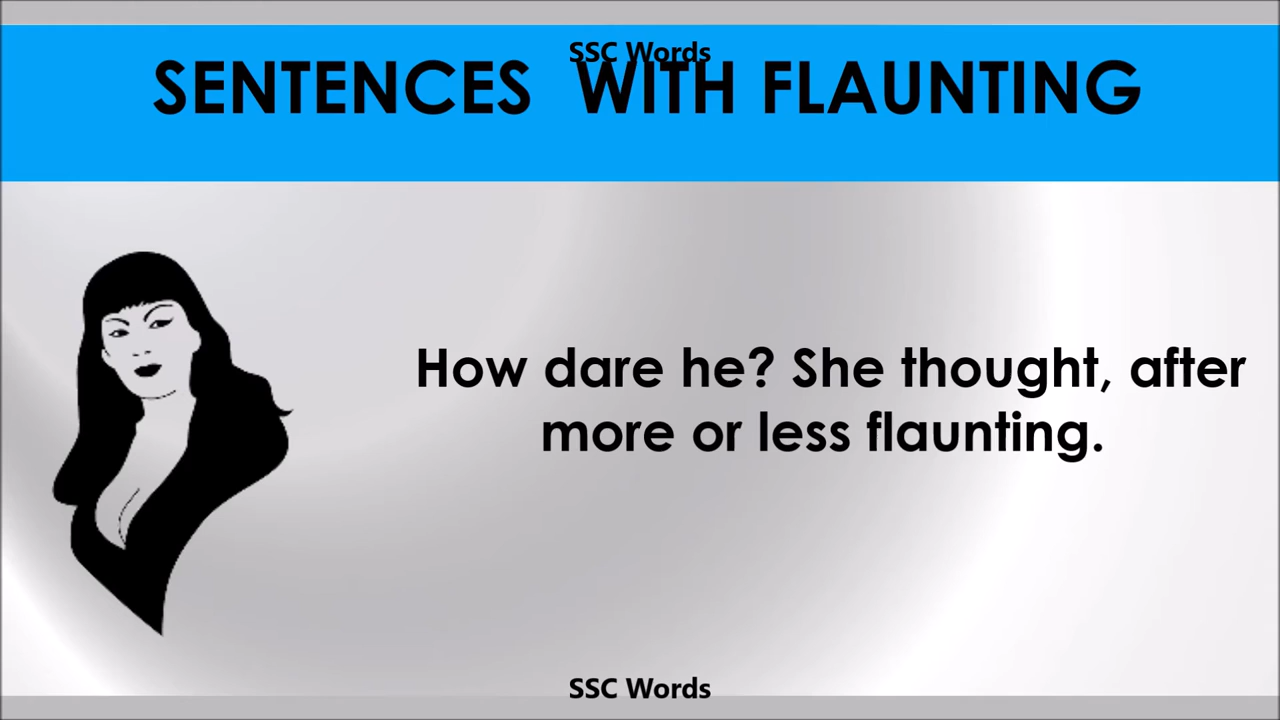 SSC Words
SENTENCES WITH FLAUNTING
How dare he? She thought, after
more or less flaunting.
SSC Words